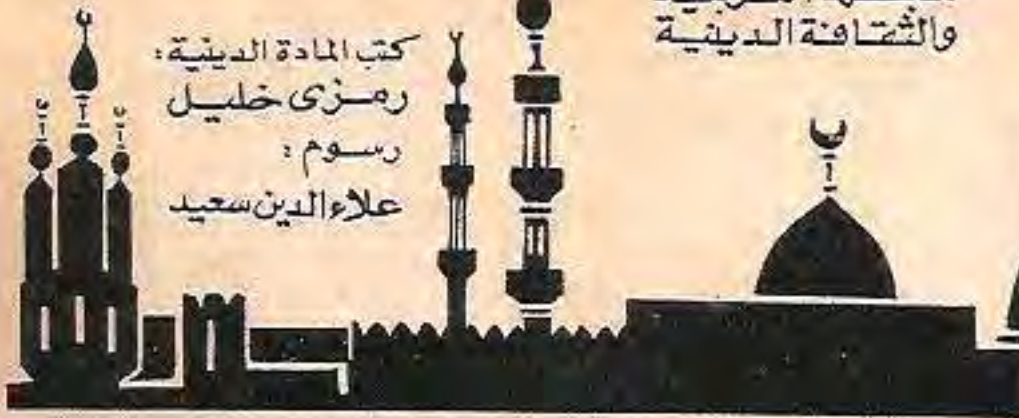 والثقافة الدينية
كتب المادة الدينية:
رمزى خليل
رسوم:
علاء الدين سعيد